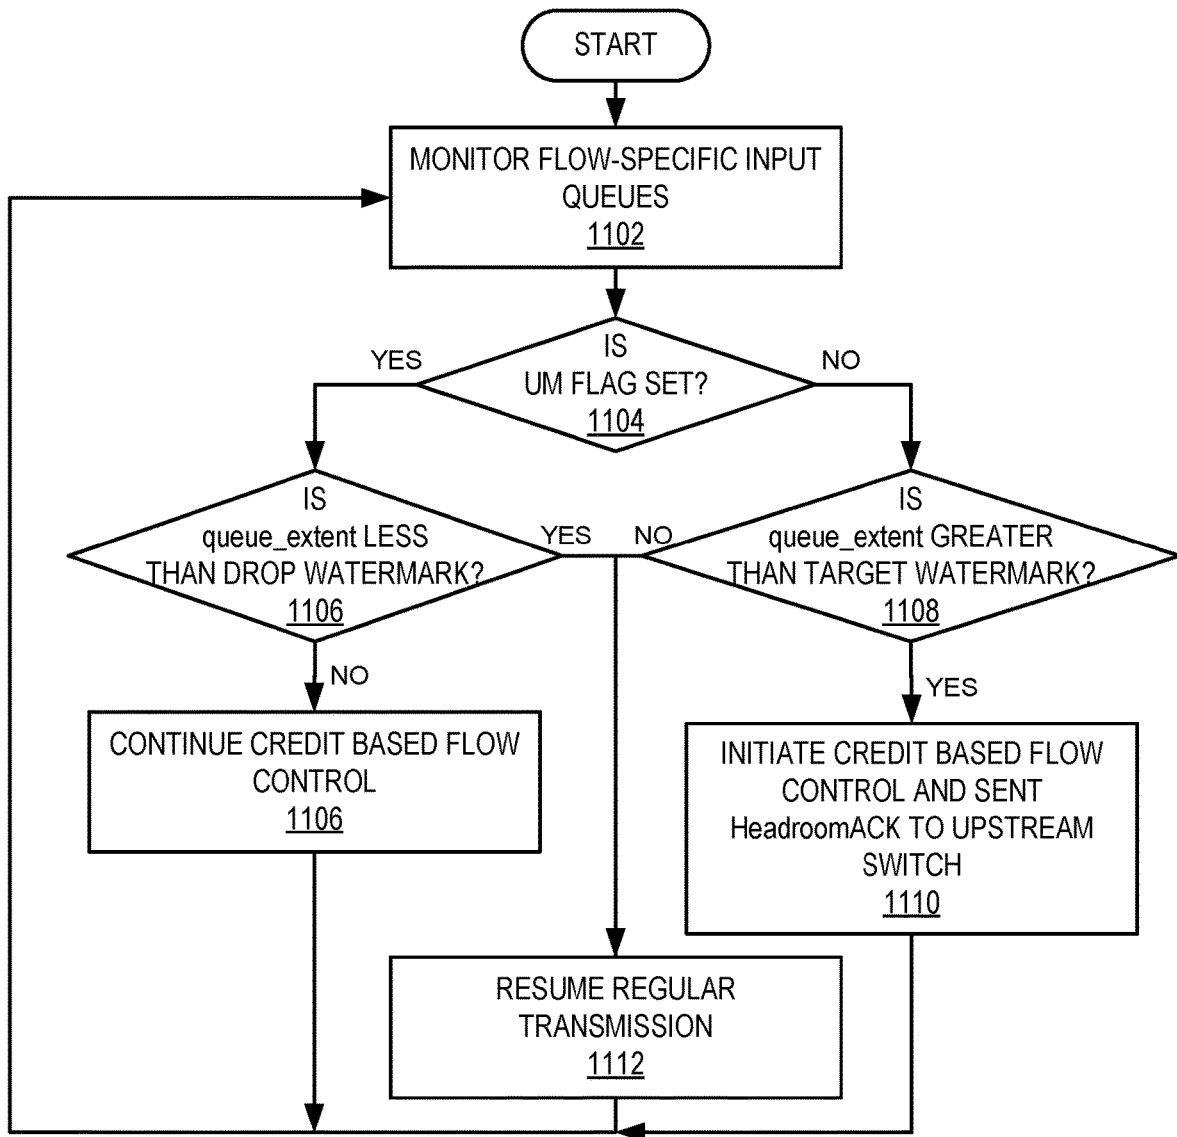 START
MONITOR FLOW-SPECIFIC INPUT
QUEUES
1102
IS
UM FLAG SET?
1104
YES
NO
IS
queue_extent LESS
THAN DROP WATERMARK?
1106
YES
NO
IS
queue_extent GREATER
THAN TARGET WATERMARK?
1108
NO
YES
CONTINUE CREDIT BASED FLOW
CONTROL
1106
INITIATE CREDIT BASED FLOW
CONTROL AND SENT
HeadroomACK TO UPSTREAM
SWITCH
1110
RESUME REGULAR
TRANSMISSION
1112